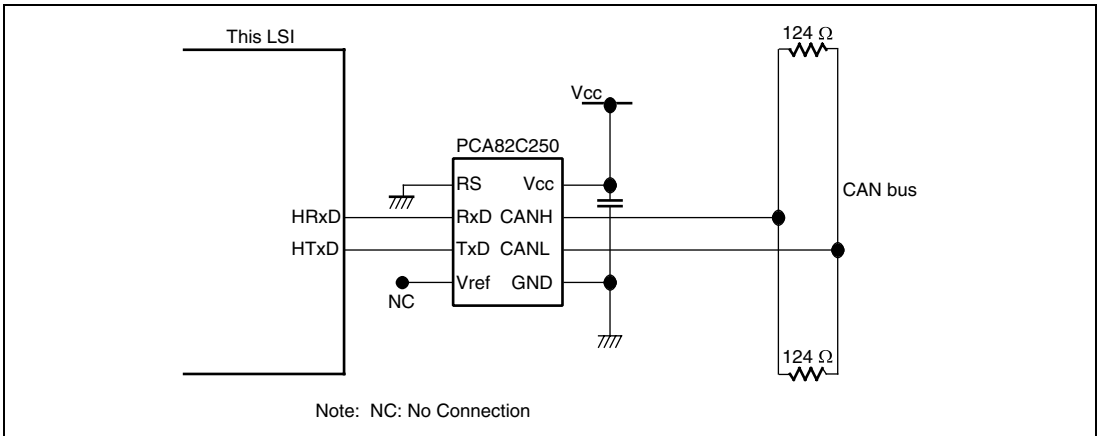 This LSI
124 Ω
Vcc
PCA82C250
RS Vcc
CAN bus
HRxD RxD CANH
HTxD TxD CANL
Vref GND
NC
124 Ω
Note: NC: No Connection